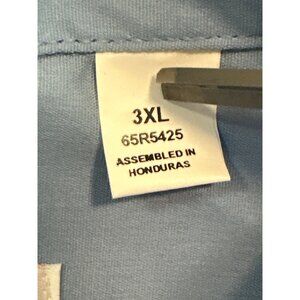 3XL
65R5425
ASSEMBLED IN
HONDURAS